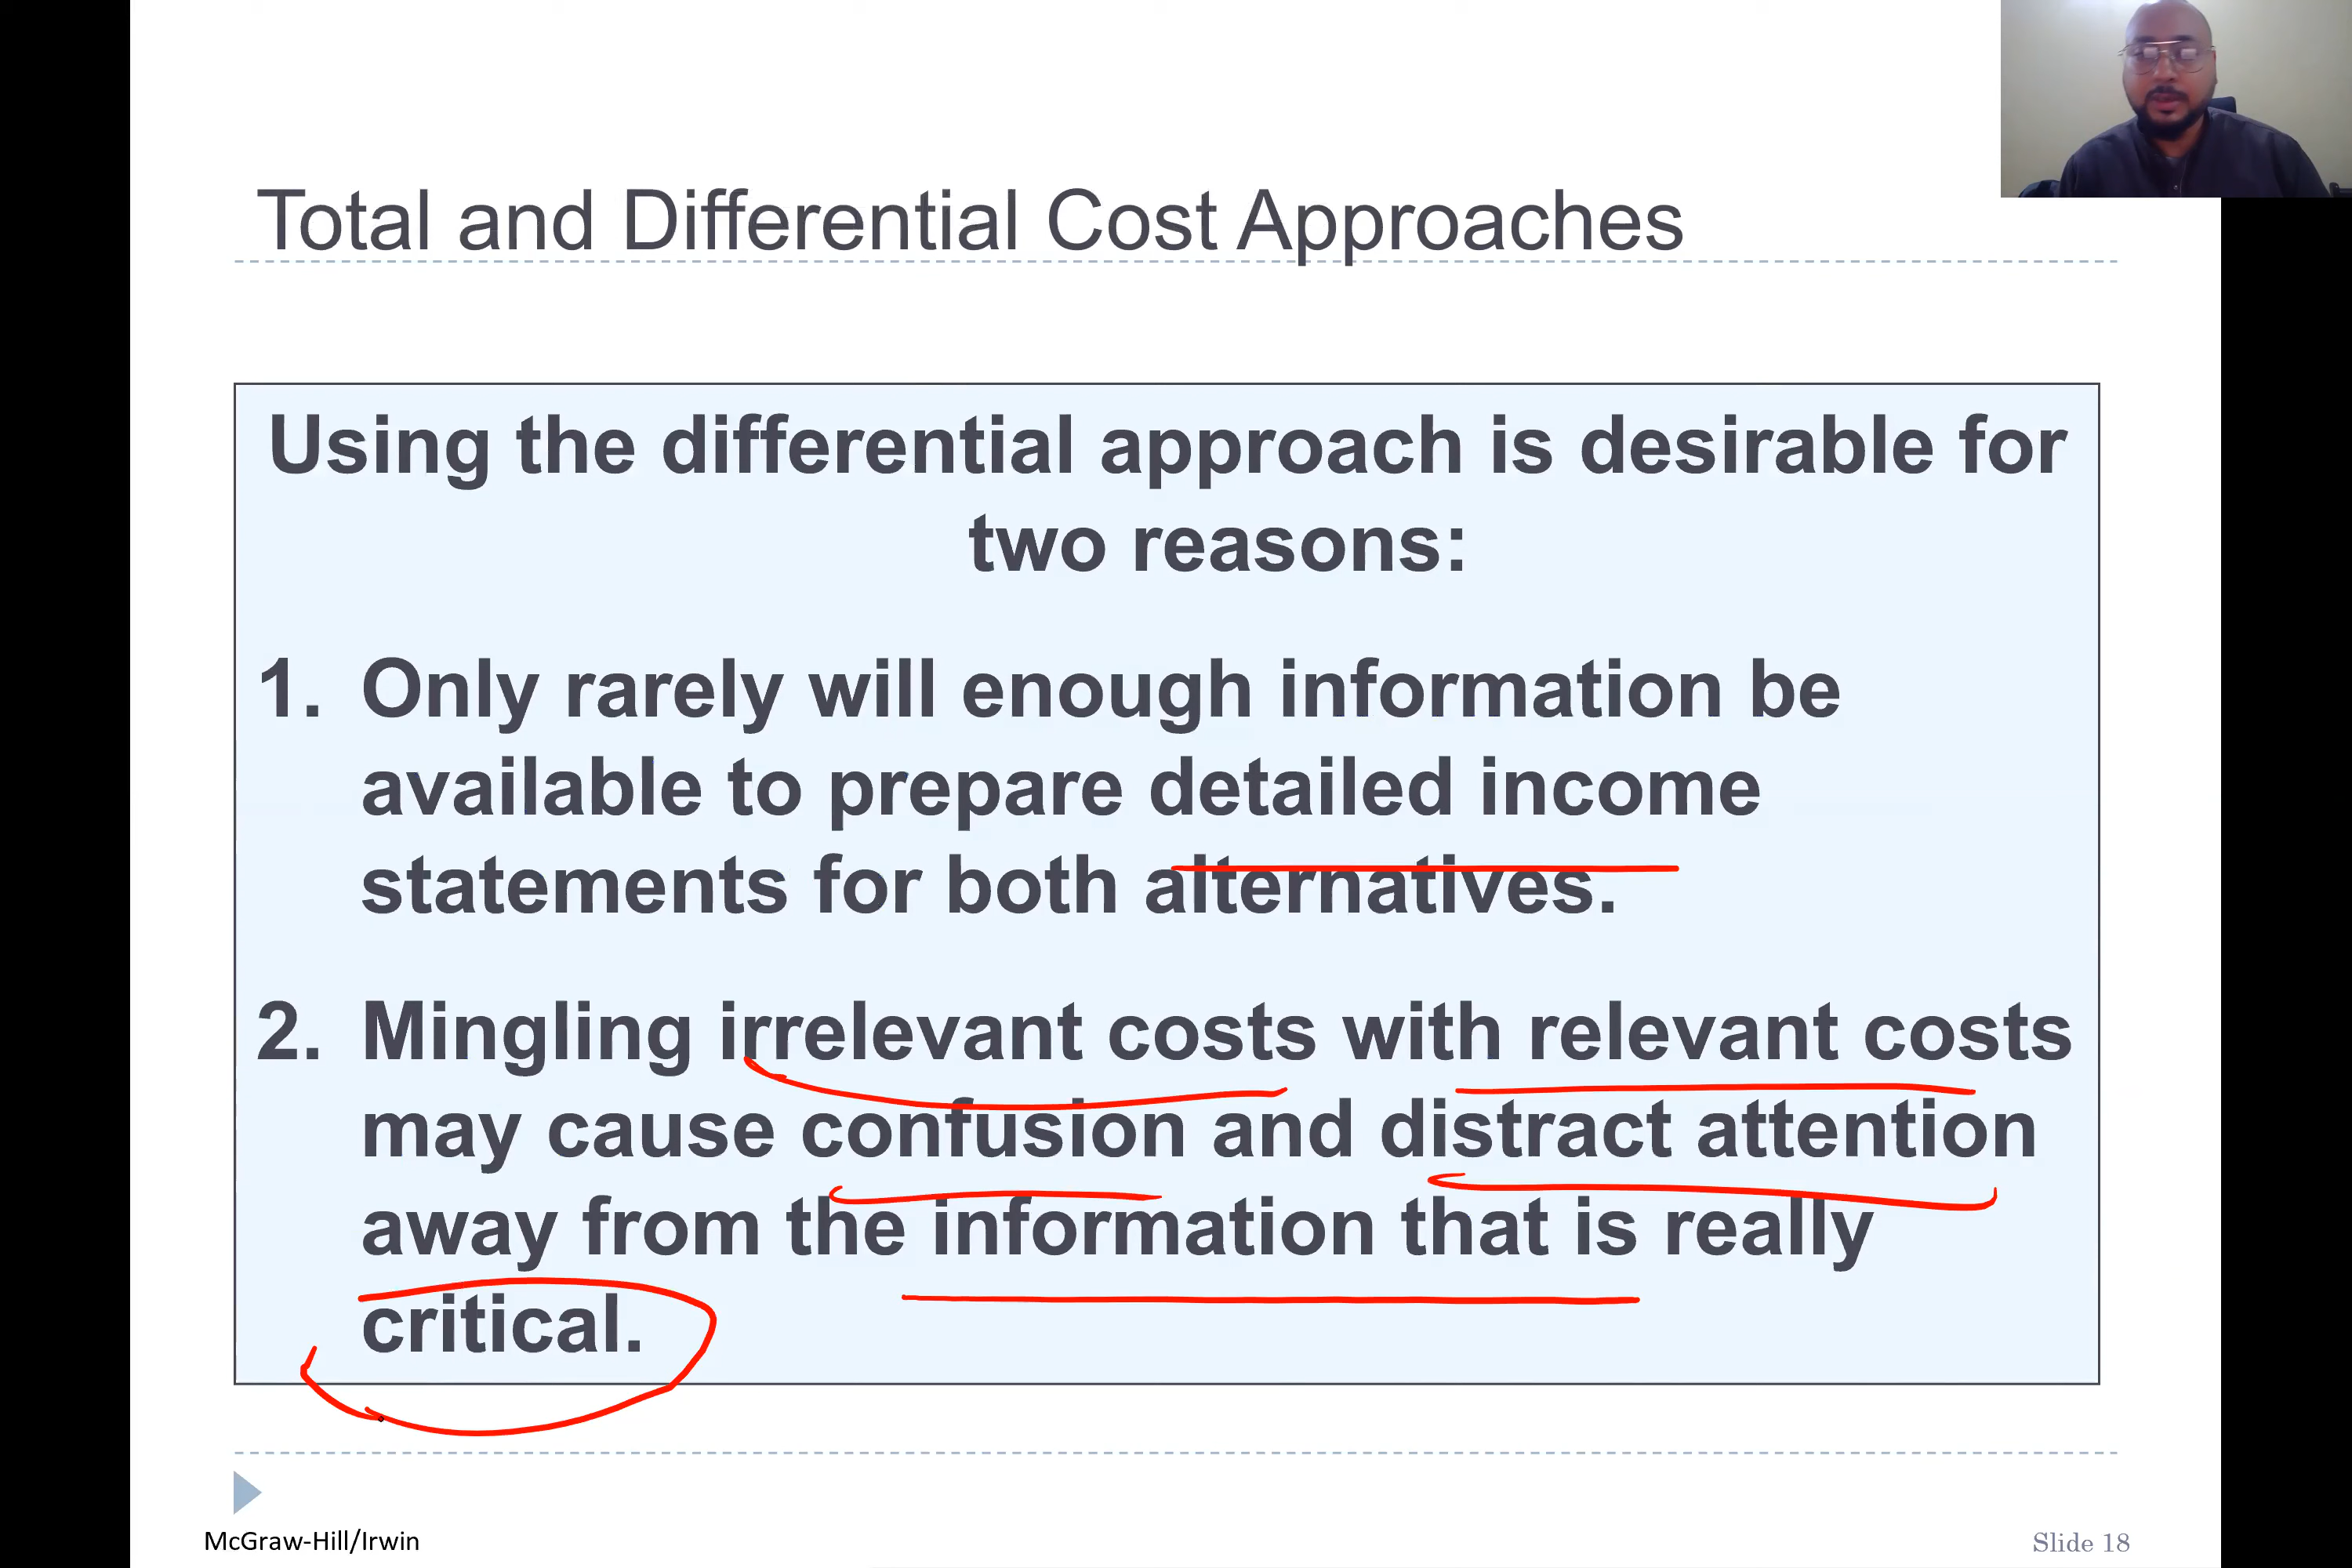 Total and Differential Cost Approaches
Using the differential approach is desirable for
two reasons:
1. Only rarely will enough information be
available to prepare detailed income
statements for both alternatives.
2. Mingling irrelevant costs with relevant costs
may cause confusion and distract attention
away from the information that is really
critical.
McGraw-Hill/Irwin
Slide 18